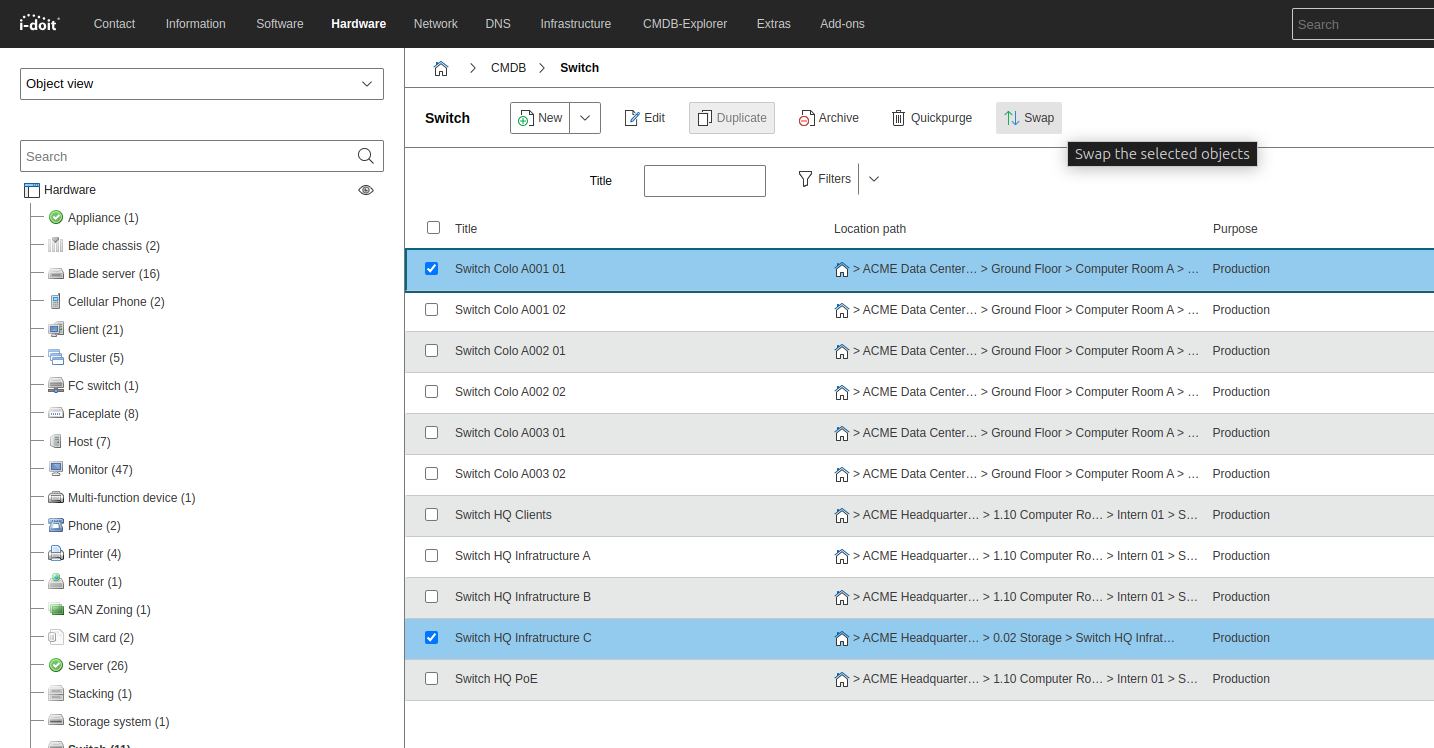 i-doit Contact Information Software Hardware Network DNS Infrastructure CMDB-Explorer Extras Add-ons Search
Object view
Search
Hardware
Appliance (1)
Blade chassis (2)
Blade server (16)
Cellular Phone (2)
Client (21)
Cluster (5)
FC switch (1)
Faceplate (8)
Host (7)
Monitor (47)
Multi-function device (1)
Phone (2)
Printer (4)
Router (1)
SAN Zoning (1)
SIM card (2)
Server (26)
Stacking (1)
Storage system (1)
Switch (11)
> CMDB > Switch
Switch New Edit Duplicate Archive Quickpurge Swap
Swap the selected objects
Title Filters
Title Location path Purpose
Switch Colo A001 01 > ACME Data Center… > Ground Floor > Computer Room A > … Production
Switch Colo A001 02 > ACME Data Center… > Ground Floor > Computer Room A > … Production
Switch Colo A002 01 > ACME Data Center… > Ground Floor > Computer Room A > … Production
Switch Colo A002 02 > ACME Data Center… > Ground Floor > Computer Room A > … Production
Switch Colo A003 01 > ACME Data Center… > Ground Floor > Computer Room A > … Production
Switch Colo A003 02 > ACME Data Center… > Ground Floor > Computer Room A > … Production
Switch HQ Clients > ACME Headquarter… > 1.10 Computer Ro… > Intern 01 > S… Production
Switch HQ Infratructure A > ACME Headquarter… > 1.10 Computer Ro… > Intern 01 > S… Production
Switch HQ Infratructure B > ACME Headquarter… > 1.10 Computer Ro… > Intern 01 > S… Production
Switch HQ Infratructure C > ACME Headquarter… > 0.02 Storage > Switch HQ Infrat… Production
Switch HQ PoE > ACME Headquarter… > 1.10 Computer Ro… > Intern 01 > S… Production